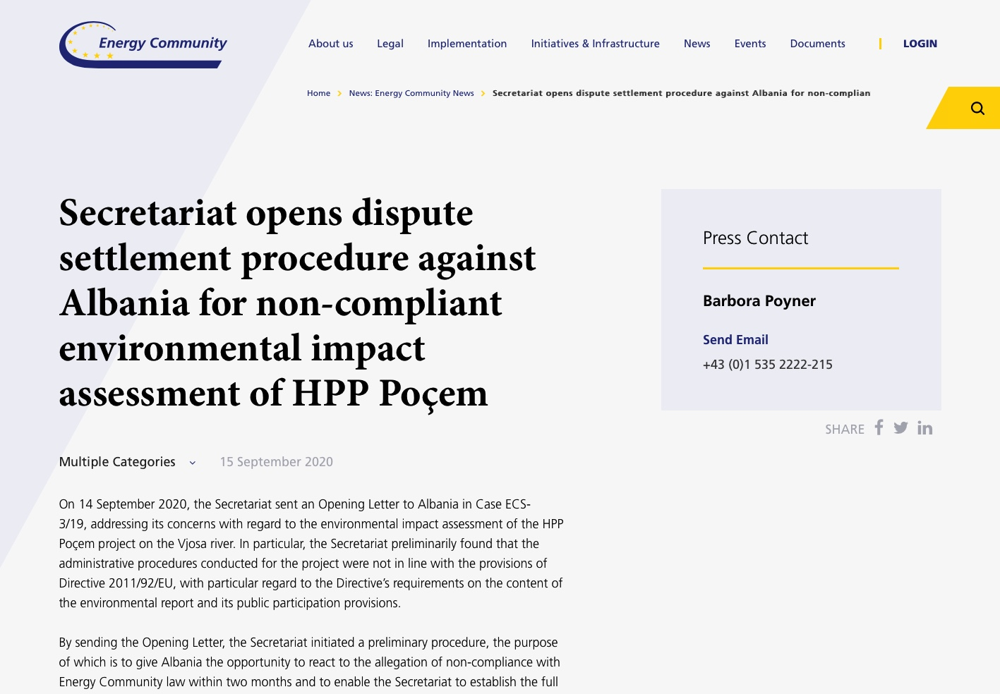 Energy Community
About us Legal Implementation Initiatives & Infrastructure News Events Documents LOGIN
Home News: Energy Community News Secretariat opens dispute settlement procedure against Albania for non-complian
Secretariat opens dispute
settlement procedure against
Albania for non-compliant
environmental impact
assessment of HPP Poçem
Press Contact
Barbora Poyner
Send Email
+43 (0)1 535 2222-215
SHARE
Multiple Categories 15 September 2020
On 14 September 2020, the Secretariat sent an Opening Letter to Albania in Case ECS-
3/19, addressing its concerns with regard to the environmental impact assessment of the HPP
Poçem project on the Vjosa river. In particular, the Secretariat preliminarily found that the
administrative procedures conducted for the project were not in line with the provisions of
Directive 2011/92/EU, with particular regard to the Directive’s requirements on the content of
the environmental report and its public participation provisions.
By sending the Opening Letter, the Secretariat initiated a preliminary procedure, the purpose
of which is to give Albania the opportunity to react to the allegation of non-compliance with
Energy Community law within two months and to enable the Secretariat to establish the full